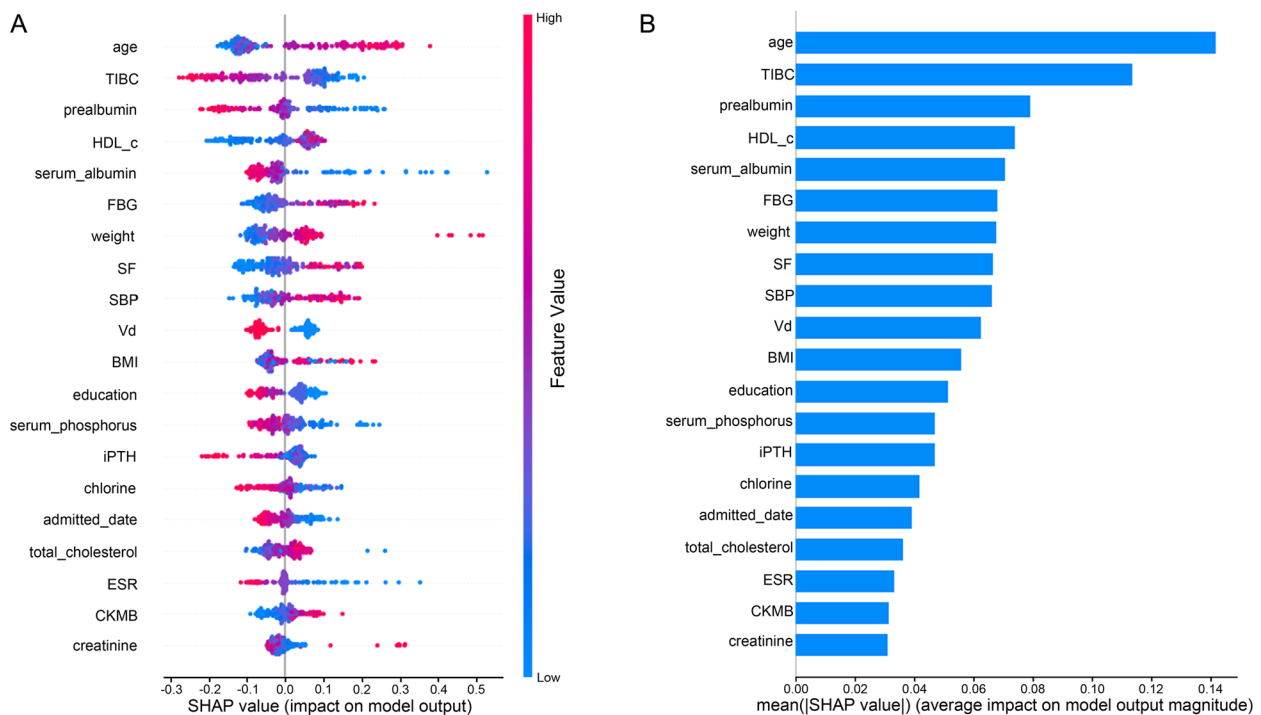 A
High
age
TIBC
prealbumin
HDL_c
serum_albumin
FBG
weight
SF
SBP
Vd
BMI
education
serum_phosphorus
iPTH
chlorine
admitted_date
total_cholesterol
ESR
CKMB
creatinine
Feature Value
Low
-0.3 -0.2 -0.1 0.0 0.1 0.2 0.3 0.4 0.5
SHAP value (impact on model output)
B
age
TIBC
prealbumin
HDL_c
serum_albumin
FBG
weight
SF
SBP
Vd
BMI
education
serum_phosphorus
iPTH
chlorine
admitted_date
total_cholesterol
ESR
CKMB
creatinine
0.00 0.02 0.04 0.06 0.08 0.10 0.12 0.14
mean(|SHAP value|) (average impact on model output magnitude)